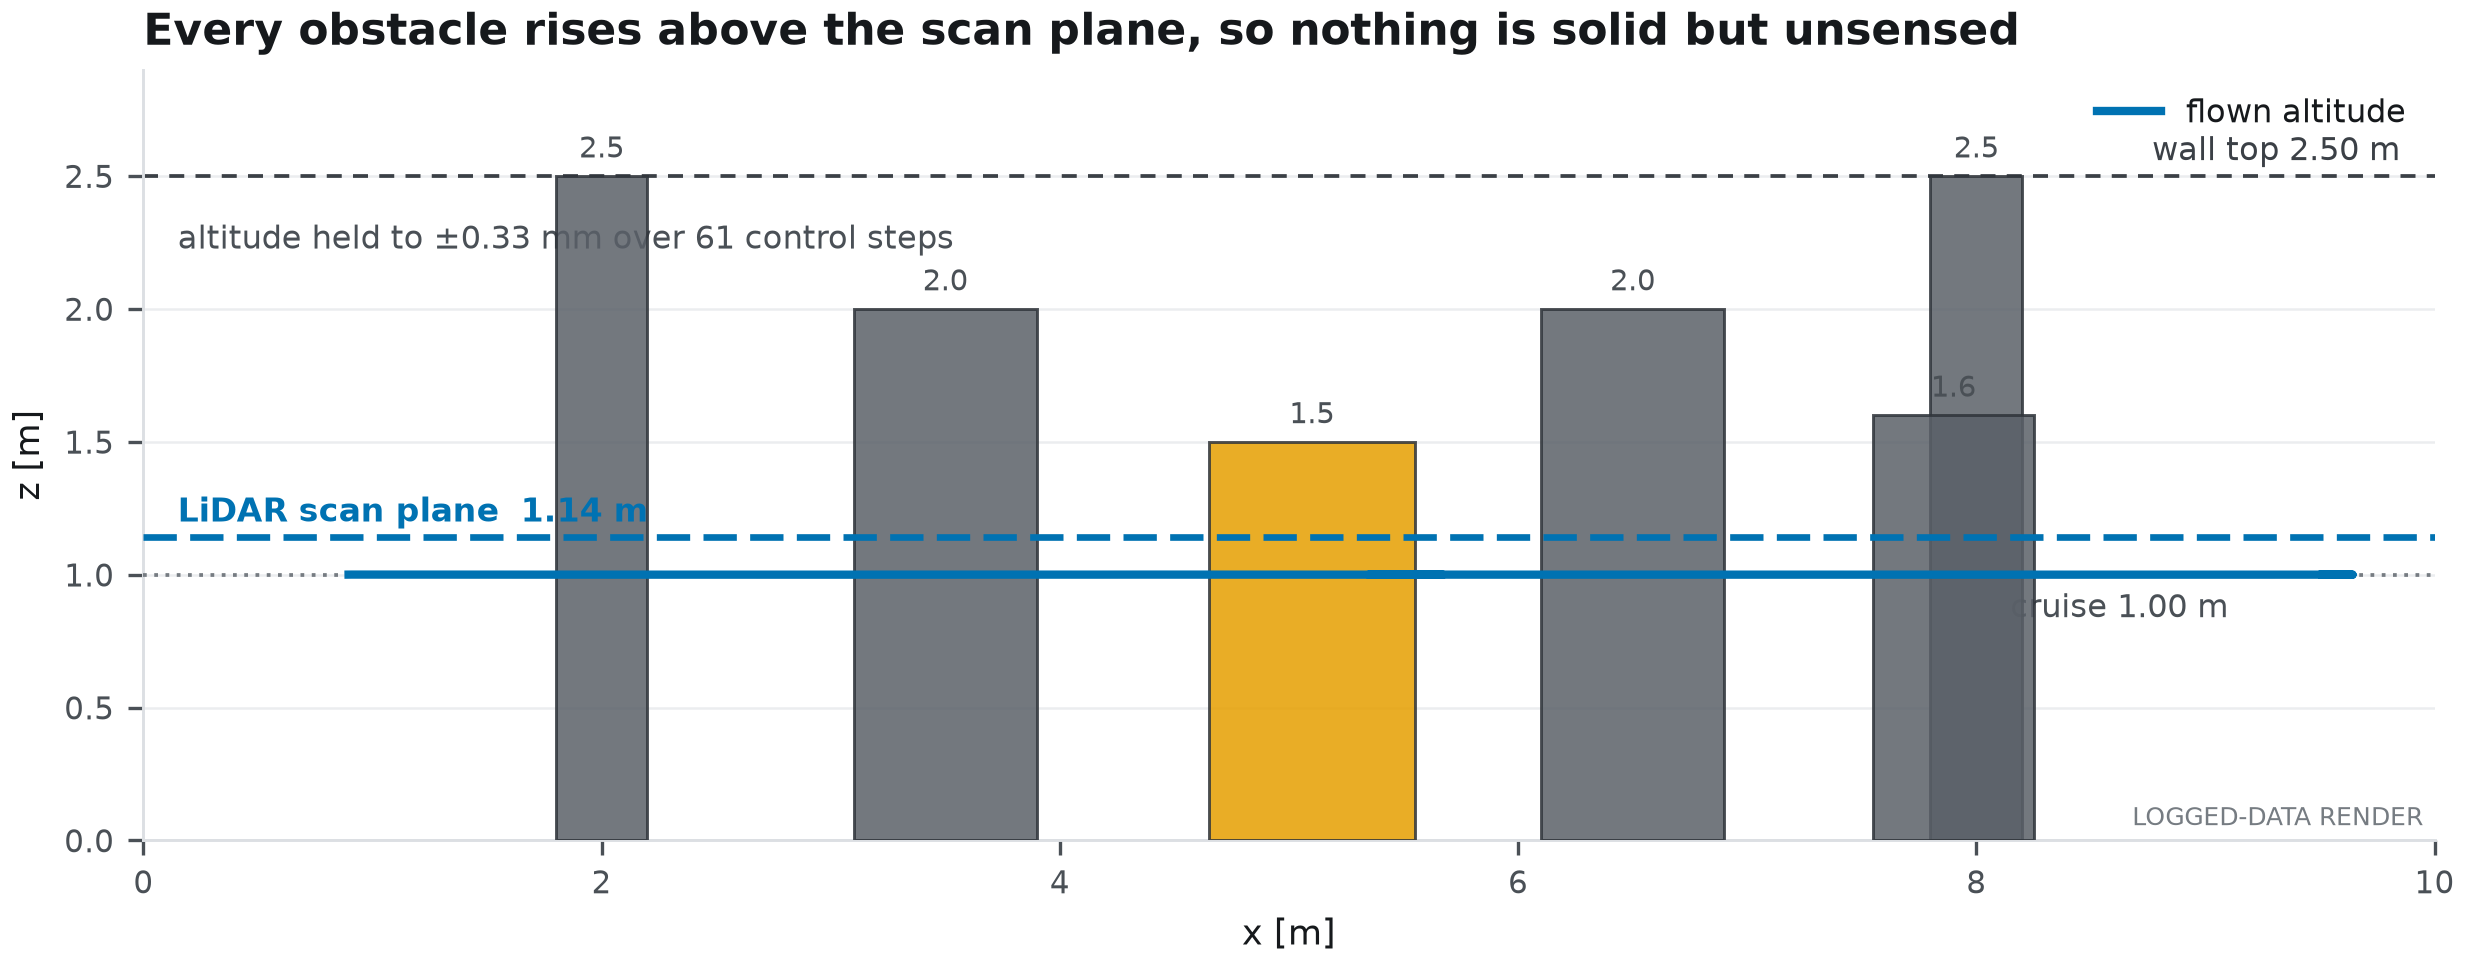 Every obstacle rises above the scan plane, so nothing is solid but unsensed
flown altitude
wall top 2.50 m
2.5
2.5
altitude held to ±0.33 mm over 61 control steps
2.0
2.0
1.6
1.5
LiDAR scan plane 1.14 m
cruise 1.00 m
LOGGED-DATA RENDER
z [m]
2.5
2.0
1.5
1.0
0.5
0.0
0
2
4
6
8
10
x [m]